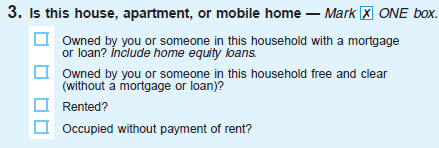 3. Is this house, apartment, or mobile home — Mark X ONE box.
Owned by you or someone in this household with a mortgage
or loan? Include home equity loans.
Owned by you or someone in this household free and clear
(without a mortgage or loan)?
Rented?
Occupied without payment of rent?